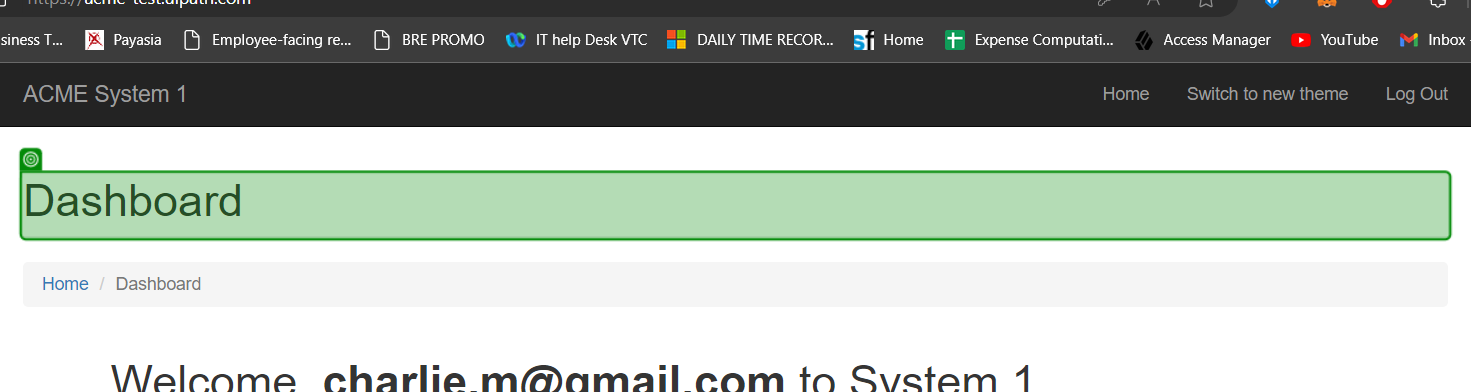 https://acme-test.uipath.com
siness T... Payasia Employee-facing re... BRE PROMO IT help Desk VTC DAILY TIME RECOR... Home Expense Computati... Access Manager YouTube Inbox
ACME System 1 Home Switch to new theme Log Out
Dashboard
Home / Dashboard
Welcome, charlie.m@gmail.com to System 1